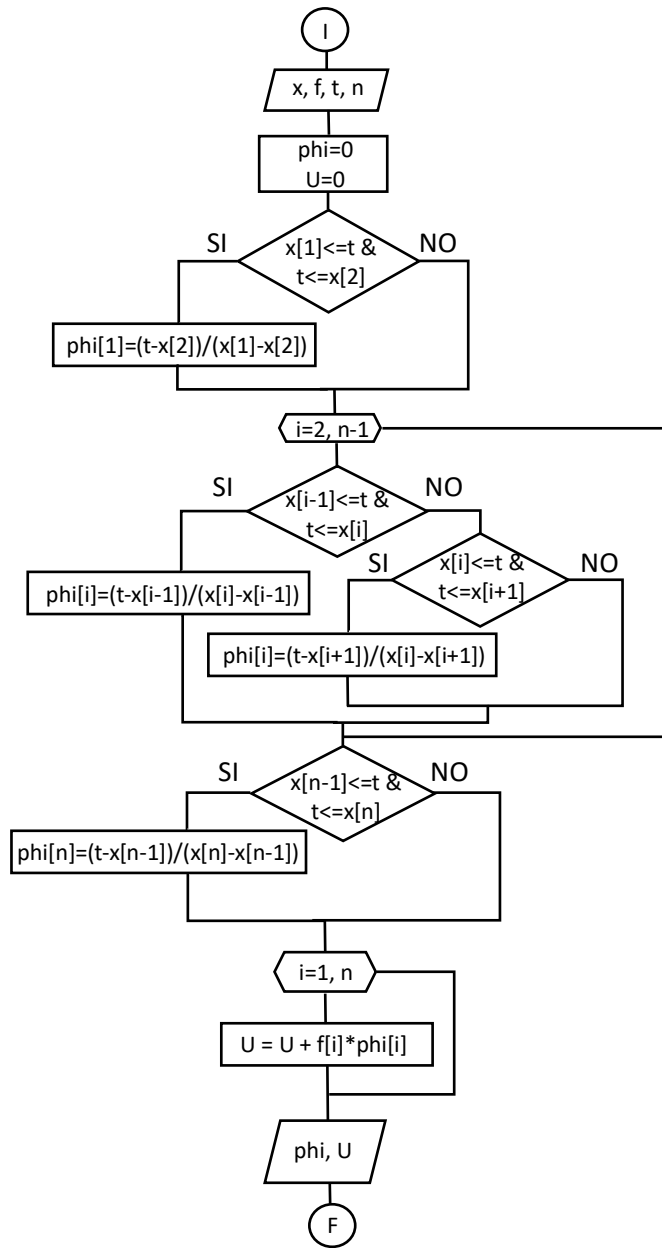 I
x, f, t, n
phi=0
U=0
SI
NO
x[1]<=t &
t<=x[2]
phi[1]=(t-x[2])/(x[1]-x[2])
i=2, n-1
SI
NO
x[i-1]<=t &
t<=x[i]
SI
NO
x[i]<=t &
t<=x[i+1]
phi[i]=(t-x[i-1])/(x[i]-x[i-1])
phi[i]=(t-x[i+1])/(x[i]-x[i+1])
SI
NO
x[n-1]<=t &
t<=x[n]
phi[n]=(t-x[n-1])/(x[n]-x[n-1])
i=1, n
U = U + f[i]*phi[i]
phi, U
F